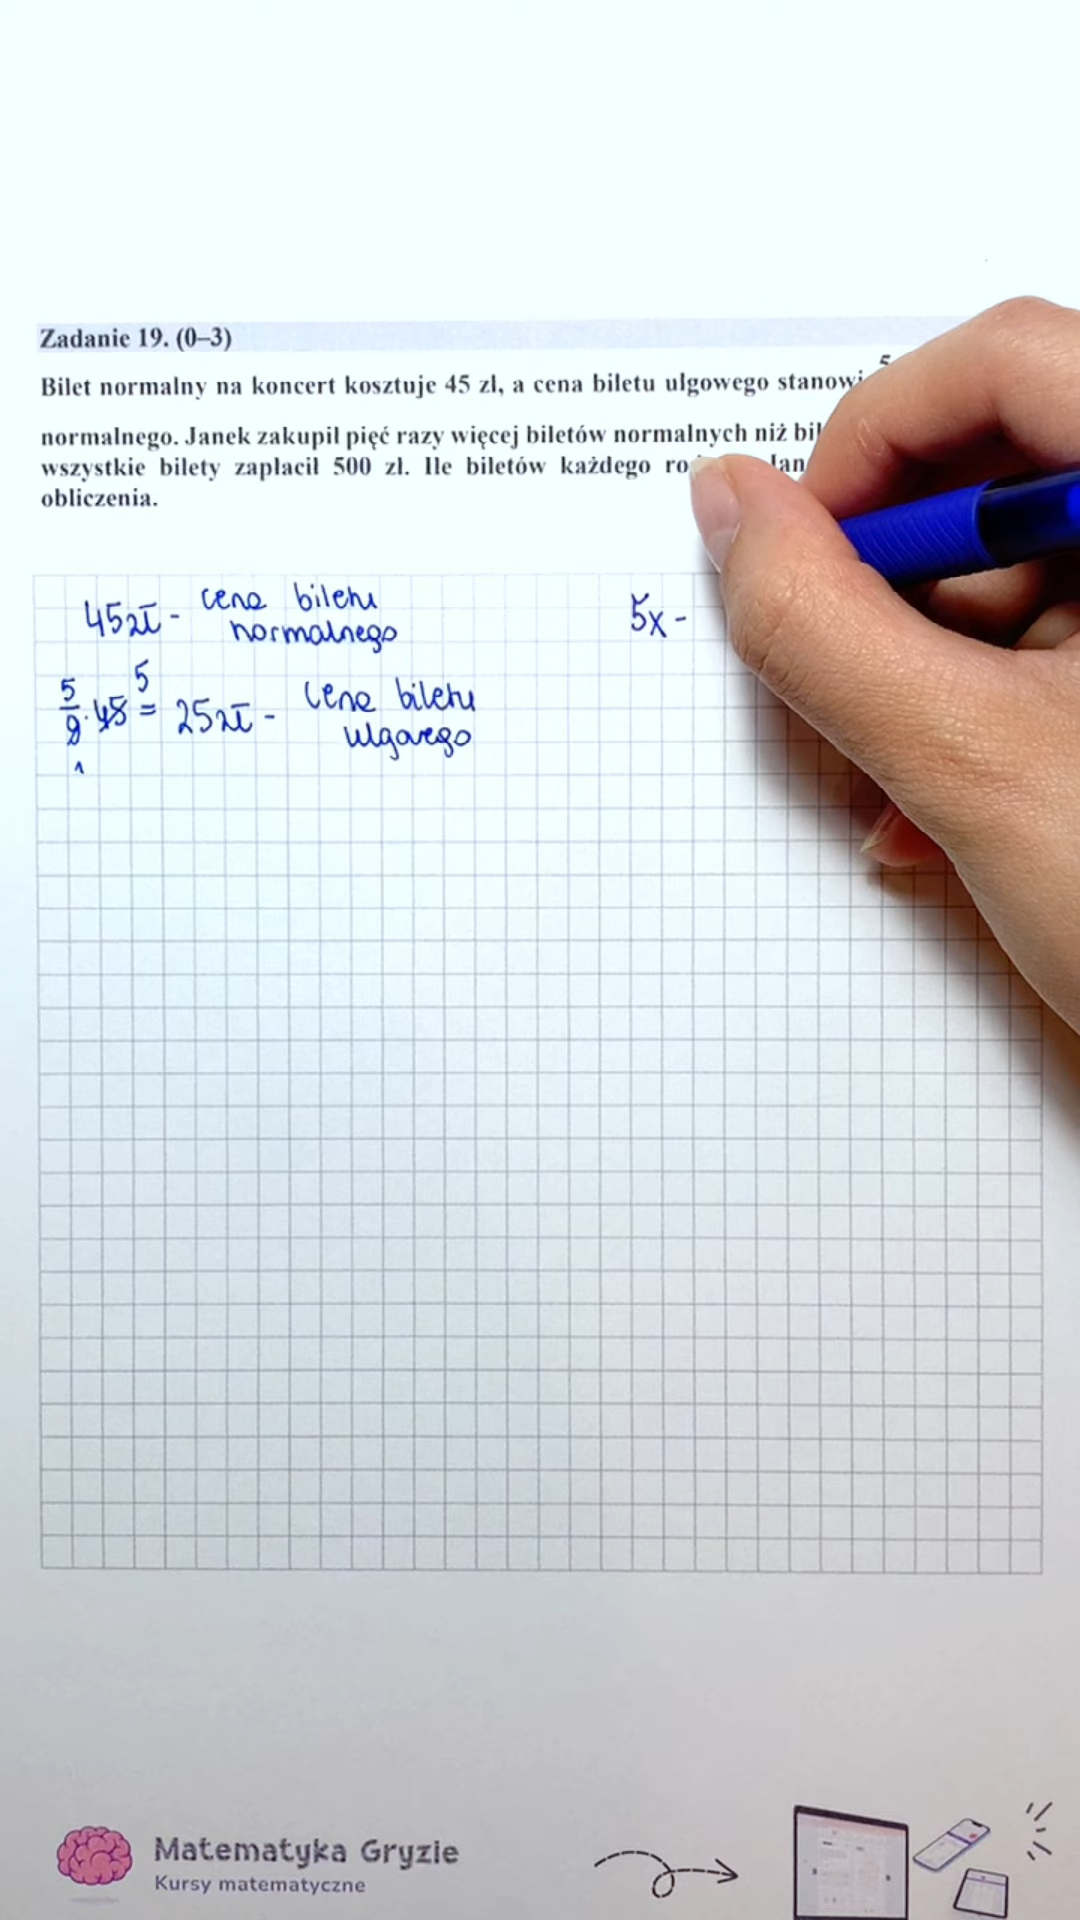 Zadanie 19. (0–3)
Bilet normalny na koncert kosztuje 45 zł, a cena biletu ulgowego stanowi
normalnego. Janek zakupił pięć razy więcej biletów normalnych niż
wszystkie bilety zapłacił 500 zł. Ile biletów każdego
obliczenia.
45zł - cena biletu
normalnego
5x -
5/9 · 45 5 = 25zł - cena biletu
ulgowego
1
Matematyka Gryzie
Kursy matematyczne